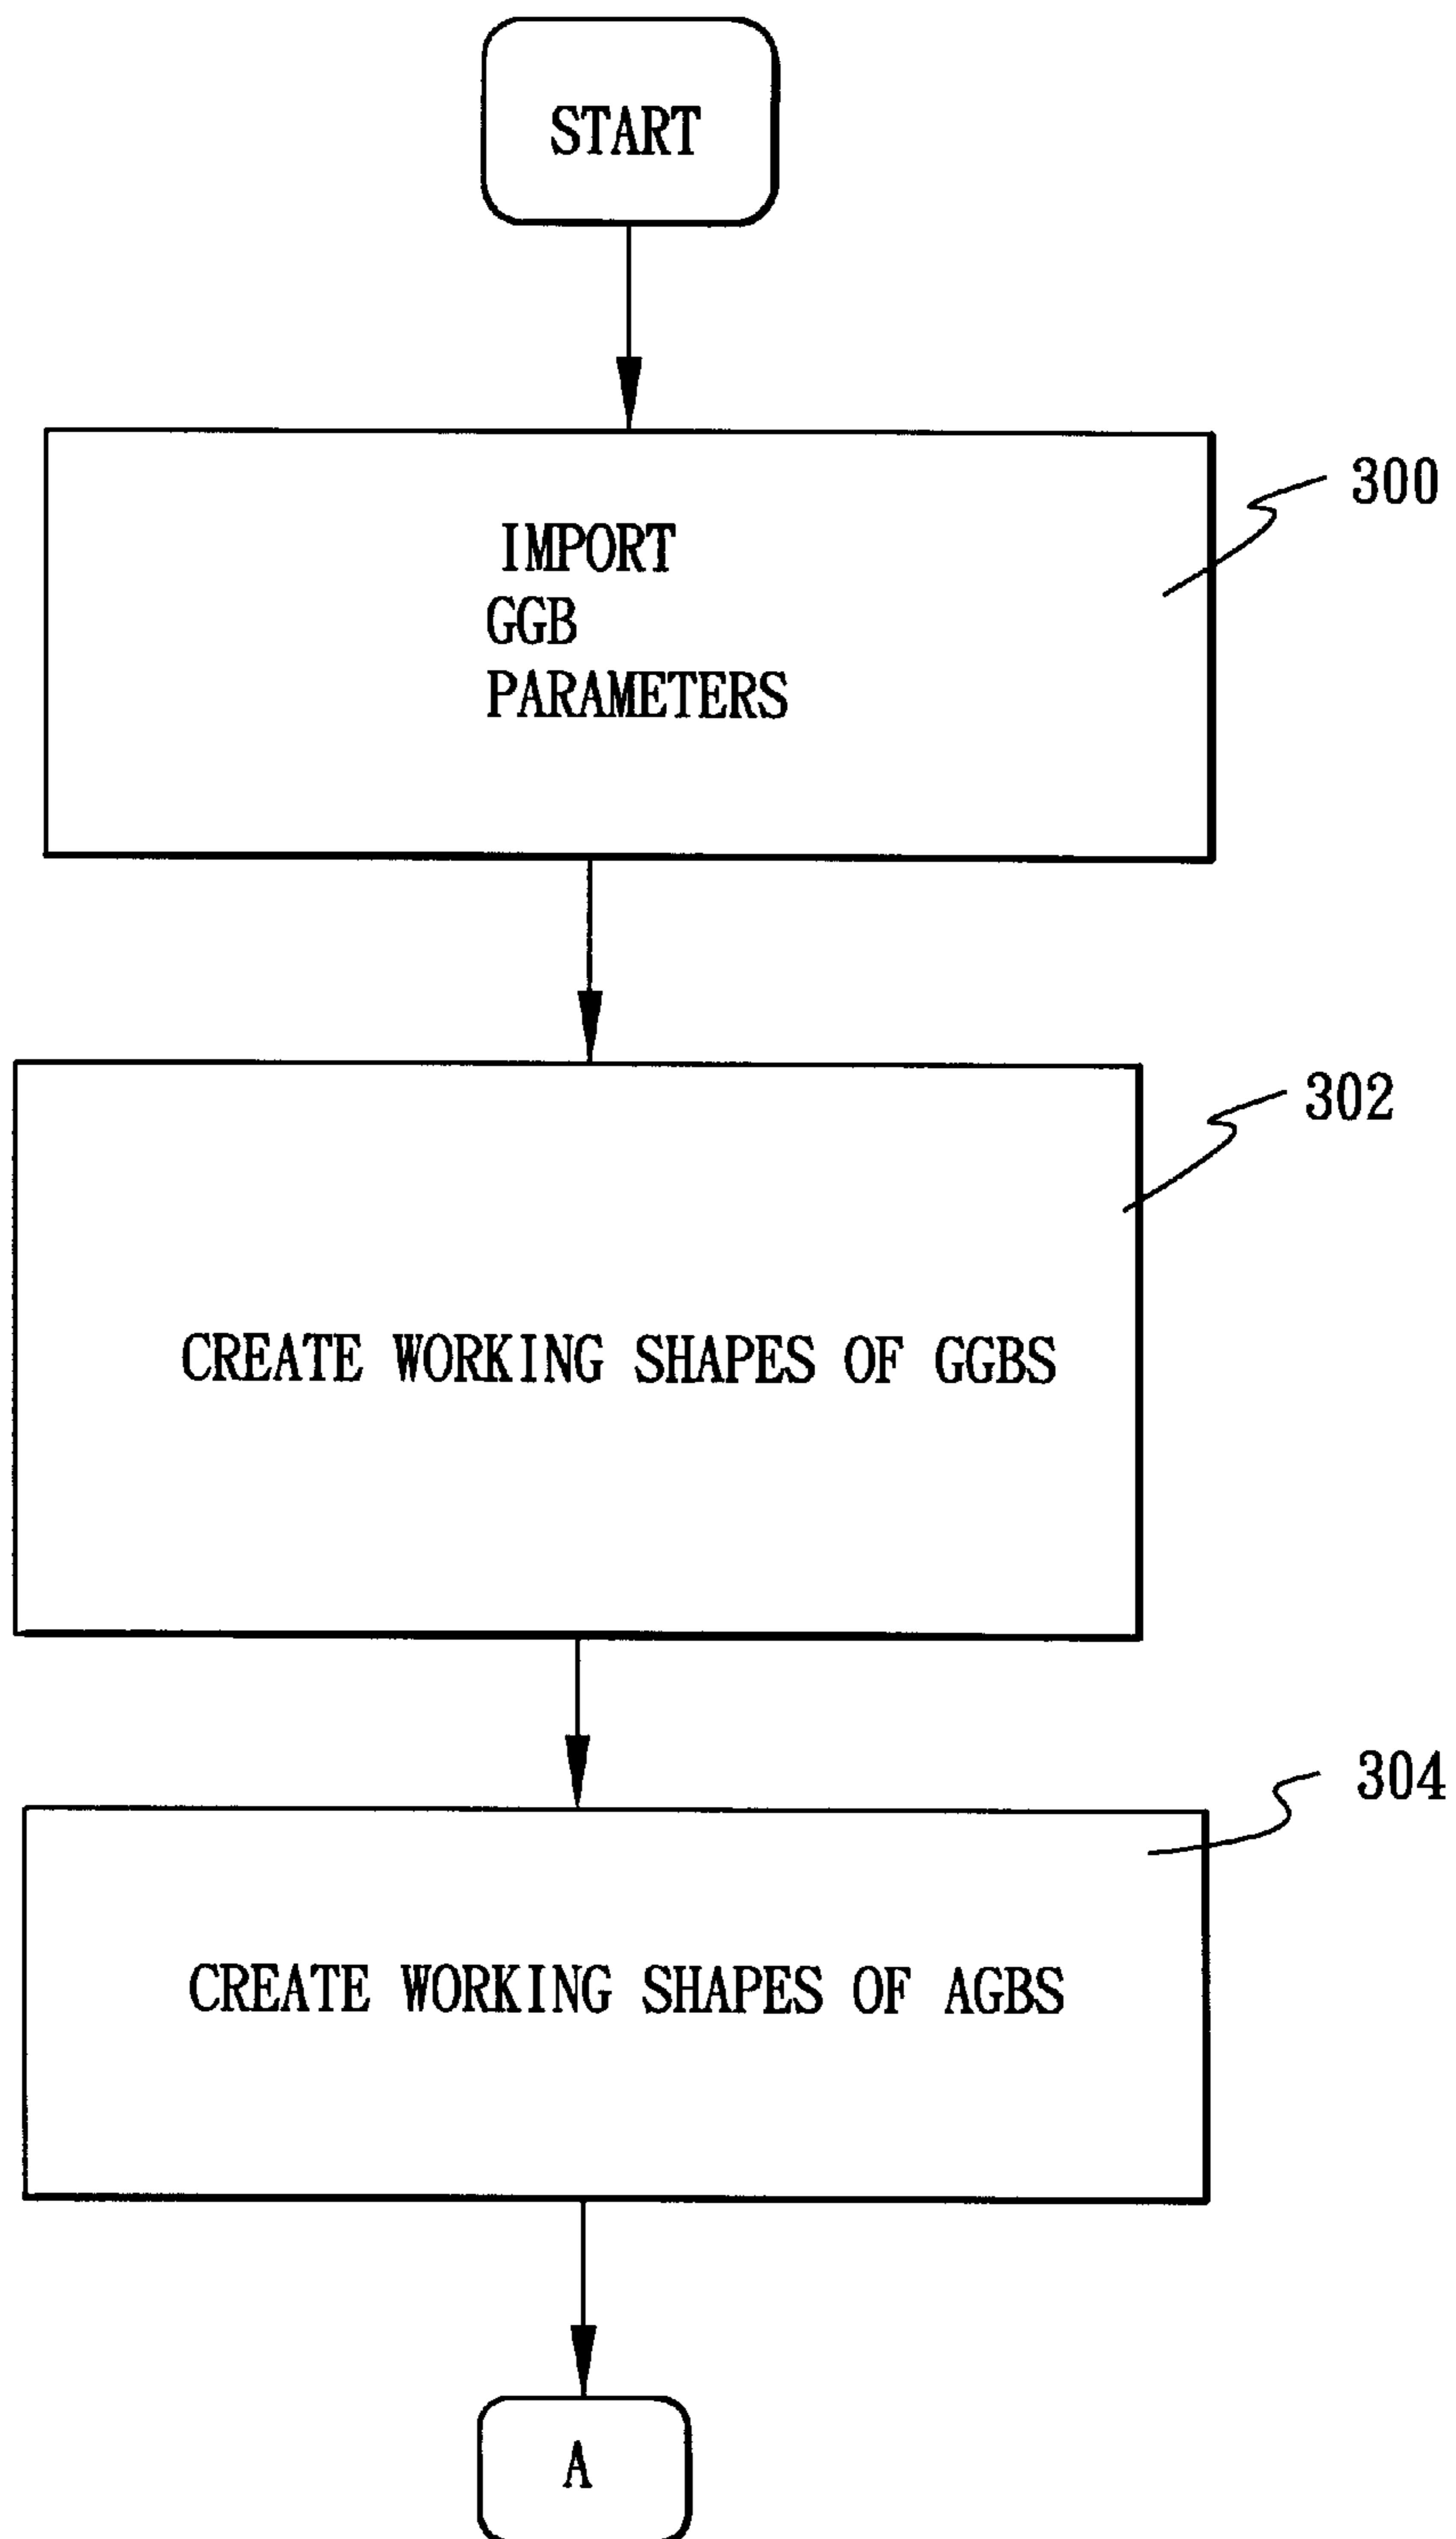 START
300
IMPORT
GGB
PARAMETERS
302
CREATE WORKING SHAPES OF GGBS
304
CREATE WORKING SHAPES OF AGBS
A